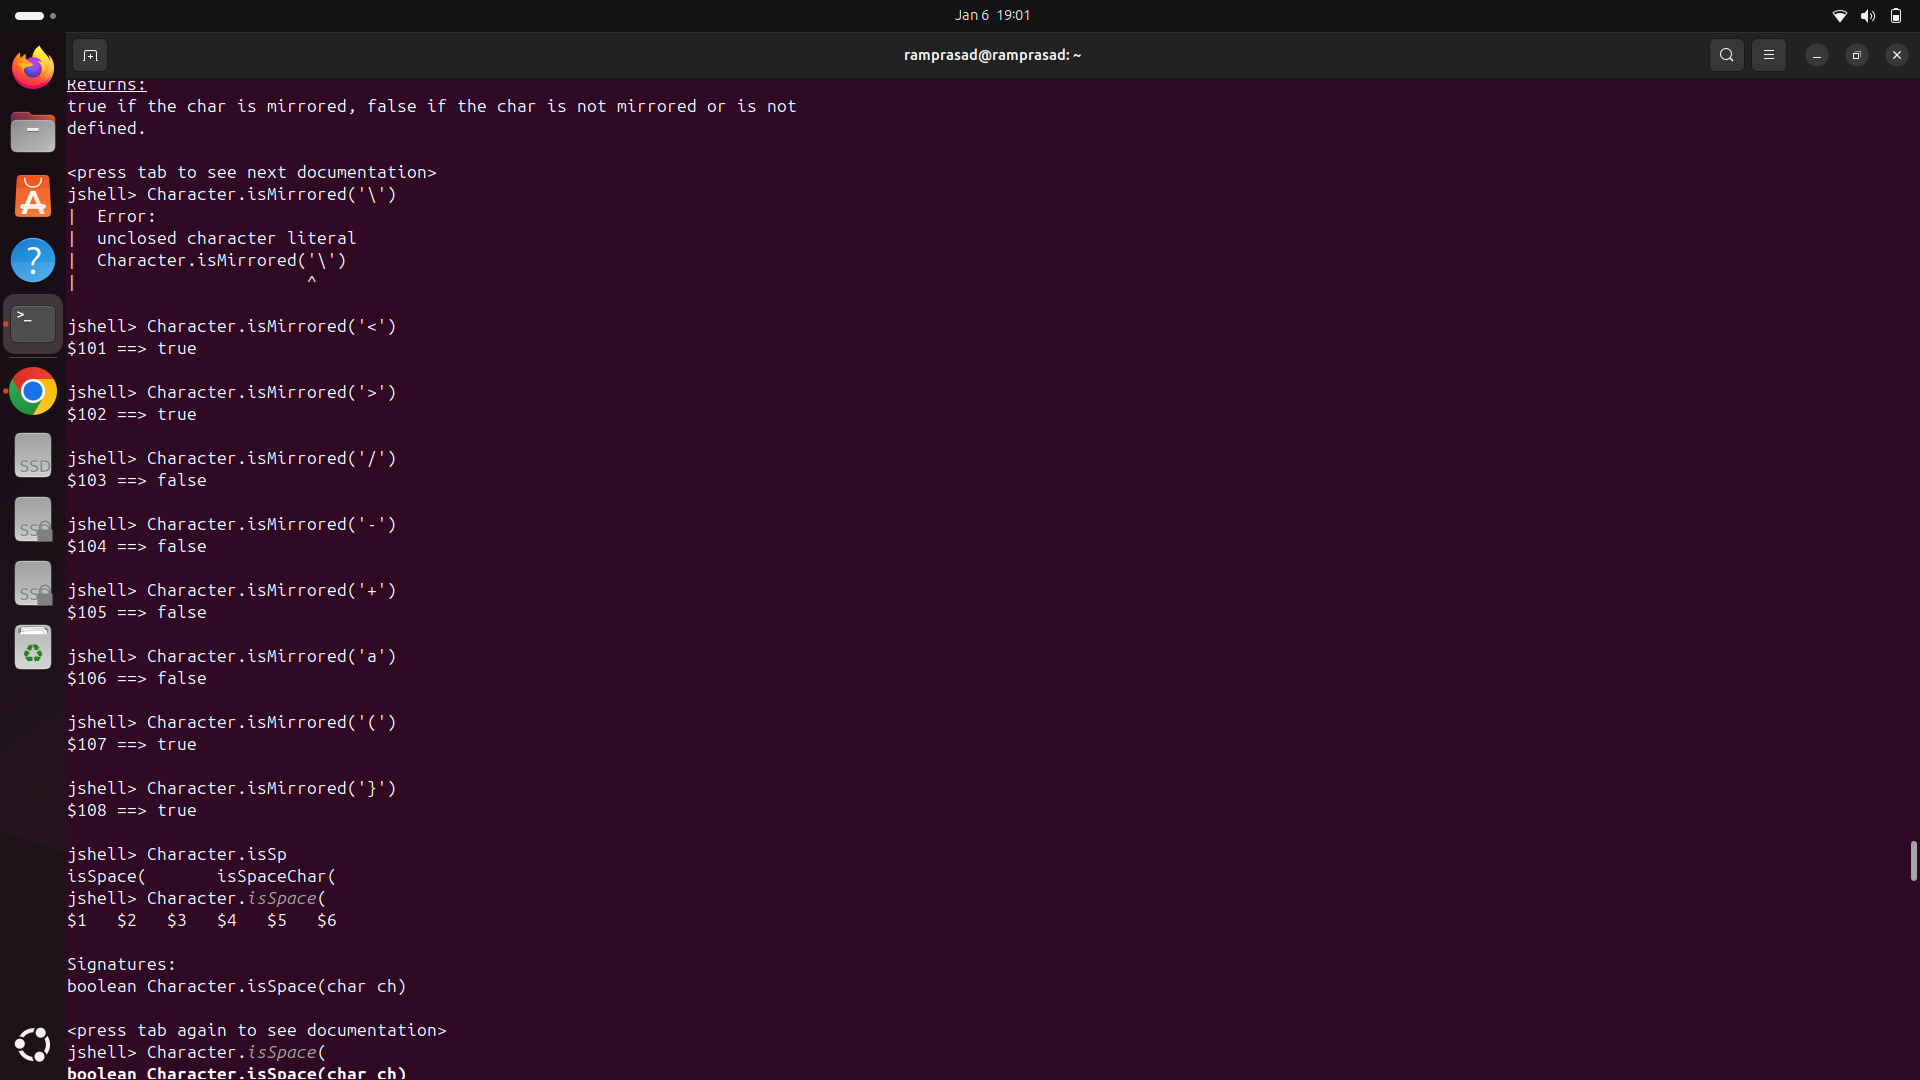 Jan 6 19:01
ramprasad@ramprasad: ~
Returns:
true if the char is mirrored, false if the char is not mirrored or is not
defined.
<press tab to see next documentation>
jshell> Character.isMirrored('\')
|  Error:
|  unclosed character literal
|  Character.isMirrored('\')
|                       ^
jshell> Character.isMirrored('<')
$101 ==> true
jshell> Character.isMirrored('>')
$102 ==> true
jshell> Character.isMirrored('/')
$103 ==> false
jshell> Character.isMirrored('-')
$104 ==> false
jshell> Character.isMirrored('+')
$105 ==> false
jshell> Character.isMirrored('a')
$106 ==> false
jshell> Character.isMirrored('(')
$107 ==> true
jshell> Character.isMirrored('}')
$108 ==> true
jshell> Character.isSp
isSpace(       isSpaceChar(
jshell> Character.isSpace(
$1   $2   $3   $4   $5   $6
Signatures:
boolean Character.isSpace(char ch)
<press tab again to see documentation>
jshell> Character.isSpace(
boolean Character.isSpace(char ch)
SSD
SSD
SSD